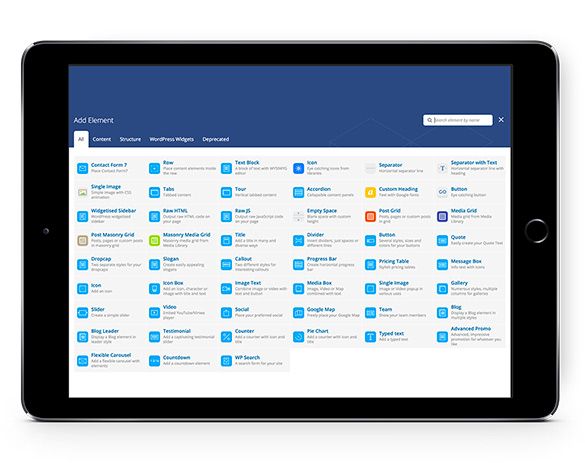 Add Element
Search element by name
All Content Structure WordPress Widgets Deprecated
Contact Form 7
Place Contact Form7
Row
Place content elements inside the row
Text Block
A block of text with WYSIWYG editor
Icon
Eye catching icons from libraries
Separator
Horizontal separator line
Separator with Text
Horizontal separator line with heading
Single Image
Simple image with CSS animation
Tabs
Tabbed content
Tour
Vertical tabbed content
Accordion
Collapsible content panels
Custom Heading
Text with Google fonts
Button
Eye catching button
Widgetised Sidebar
WordPress widgetised sidebar
Raw HTML
Output raw HTML code on your page
Raw JS
Output raw JavaScript code on your page
Empty Space
Blank space with custom height
Post Grid
Posts, pages or custom posts in grid
Media Grid
Media grid from Media Library
Post Masonry Grid
Posts, pages or custom posts in masonry grid
Masonry Media Grid
Masonry media grid from Media Library
Title
Add a title in many and diverse ways
Divider
Insert dividers, just spaces or different lines
Button
Several styles, sizes and colors for your buttons
Quote
Easily create your Quote Text
Dropcap
Two separate styles for your dropcaps
Slogan
Create easily appealing slogans
Callout
Two different styles for interesting callouts
Progress Bar
Create horizontal progress bar
Pricing Table
Stylish pricing tables
Message Box
Info text with icons
Icon
Add an icon
Icon Box
Add an icon, character or image with title and text
Image Text
Combine image or video with text and button
Media Box
Image, Video or Map combined with text
Single Image
Image or Video popup in various uses
Gallery
Numerous styles, multiple columns for galleries
Slider
Create a simple slider
Video
Embed YouTube/Vimeo player
Social
Place your preferred social
Google Map
Freely place your Google Map
Team
Show your team members
Blog
Display a Blog element in multiple styles
Blog Leader
Display a Blog element in leader style
Testimonial
Add a captivating testimonial slider
Counter
Add a counter with icon and title
Pie Chart
Add a counter with icon and title
Typed text
Add a typed text
Advanced Promo
Advanced, impressive promotion for whatever you like
Flexible Carousel
Add a flexible carousel with elements
Countdown
Add a countdown element
WP Search
A search form for your site